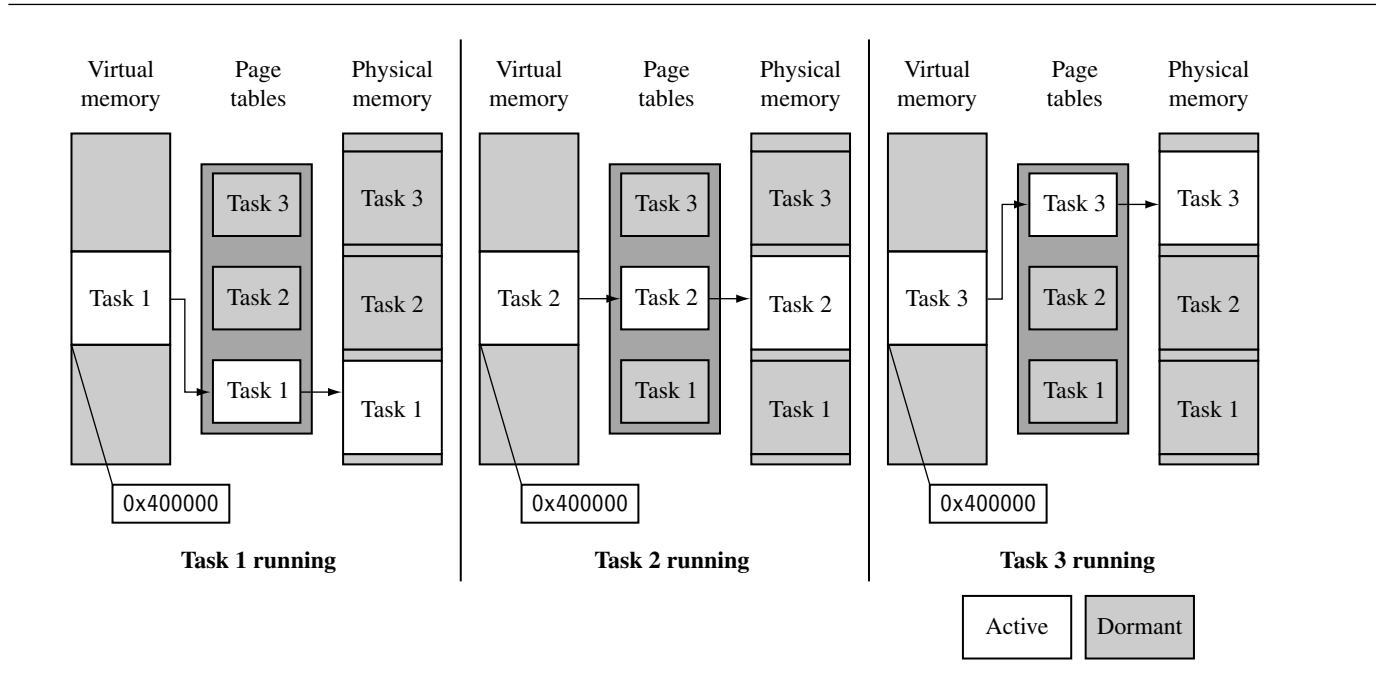 Virtual
memory
Page
tables
Physical
memory
Task 3
Task 2
Task 1
Task 1
Task 3
Task 2
Task 1
0x400000
Task 1 running
Virtual
memory
Page
tables
Physical
memory
Task 2
Task 3
Task 2
Task 1
Task 3
Task 2
Task 1
0x400000
Task 2 running
Virtual
memory
Page
tables
Physical
memory
Task 3
Task 3
Task 2
Task 1
Task 3
Task 2
Task 1
0x400000
Task 3 running
Active
Dormant